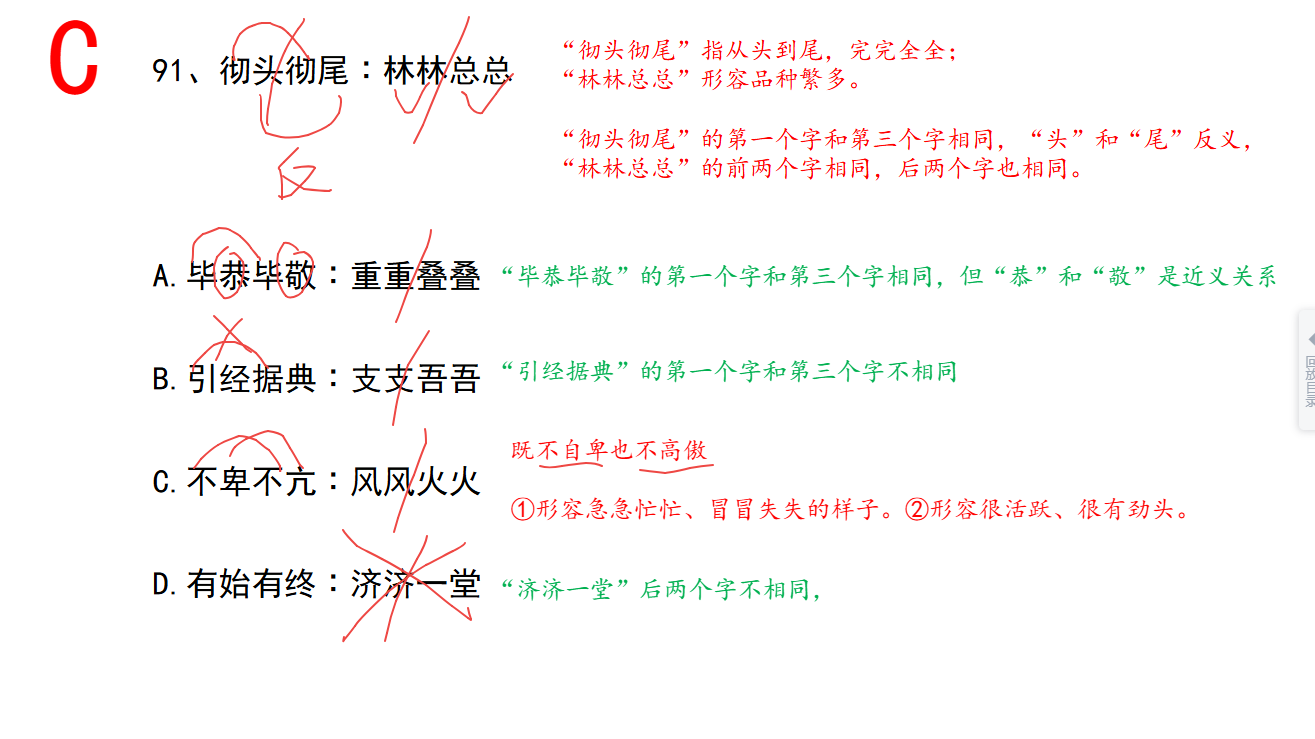 C
91、彻头彻尾：林林总总
“彻头彻尾”指从头到尾，完完全全；
“林林总总”形容品种繁多。
“彻头彻尾”的第一个字和第三个字相同，“头”和“尾”反义，
“林林总总”的前两个字相同，后两个字也相同。
反
A.毕恭毕敬：重重叠叠
“毕恭毕敬”的第一个字和第三个字相同，但“恭”和“敬”是近义关系
B.引经据典：支支吾吾
“引经据典”的第一个字和第三个字不相同
C.不卑不亢：风风火火
既不自卑也不高傲
①形容急急忙忙、冒冒失失的样子。②形容很活跃、很有劲头。
D.有始有终：济济一堂
“济济一堂”后两个字不相同，
回放目录